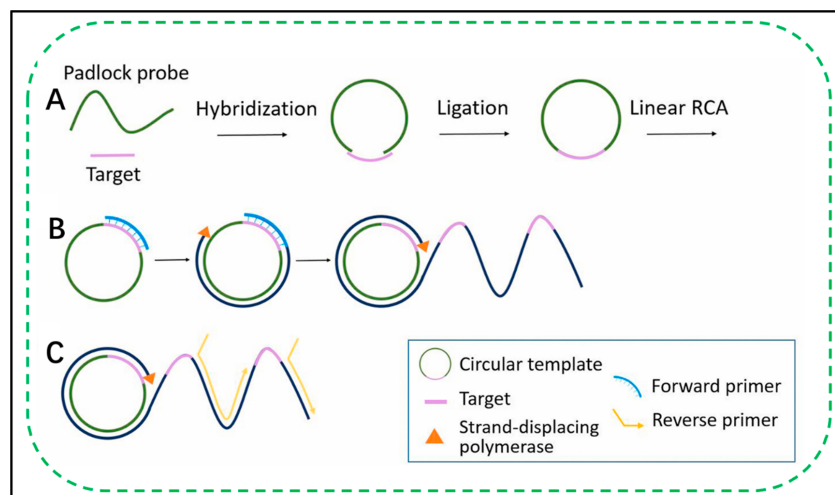 Padlock probe
A
Hybridization
Ligation
Linear RCA
Target
B
C
Circular template
Target
Strand-displacing
polymerase
Forward primer
Reverse primer